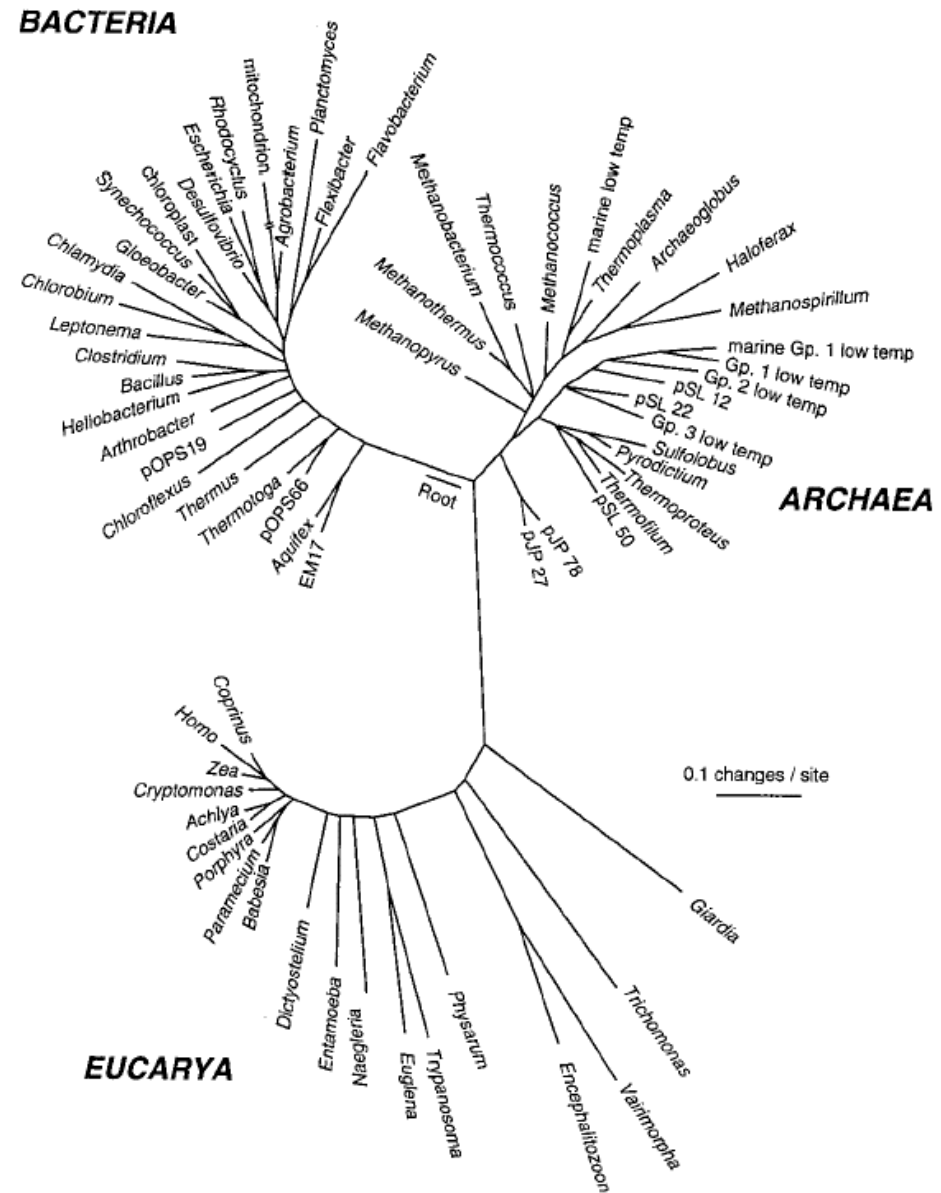 BACTERIA
Planctomyces
mitochondrion
Flavobacterium
Rhodocyclus
Agrobacterium
Escherichia
Flexibacter
Desulfovibrio
chloroplast
Synechococcus
Gloeobacter
Chlamydia
Chlorobium
Leptonema
Clostridium
Bacillus
Heliobacterium
Arthrobacter
pOPS19
Chloroflexus
Thermus
Thermotoga
pOPS66
Aquifex
EM17
Root
Methanopyrus
Methanothermus
Methanobacterium
Thermococcus
Methanococcus
marine low temp
Thermoplasma
Archaeoglobus
Haloferax
Methanospirillum
marine Gp. 1 low temp
Gp. 1 low temp
Gp. 2 low temp
pSL 12
pSL 22
Gp. 3 low temp
Sulfolobus
Pyrodictium
Thermoproteus
Thermofilum
pSL 50
pJP 78
pJP 27
ARCHAEA
Coprinus
Homo
Zea
Cryptomonas
Achlya
Costaria
Porphyra
Paramecium
Babesia
Dictyostelium
Entamoeba
Naegleria
Euglena
Trypanosoma
Physarum
Encephalitozoon
Vairimorpha
Trichomonas
Giardia
0.1 changes / site
EUCARYA